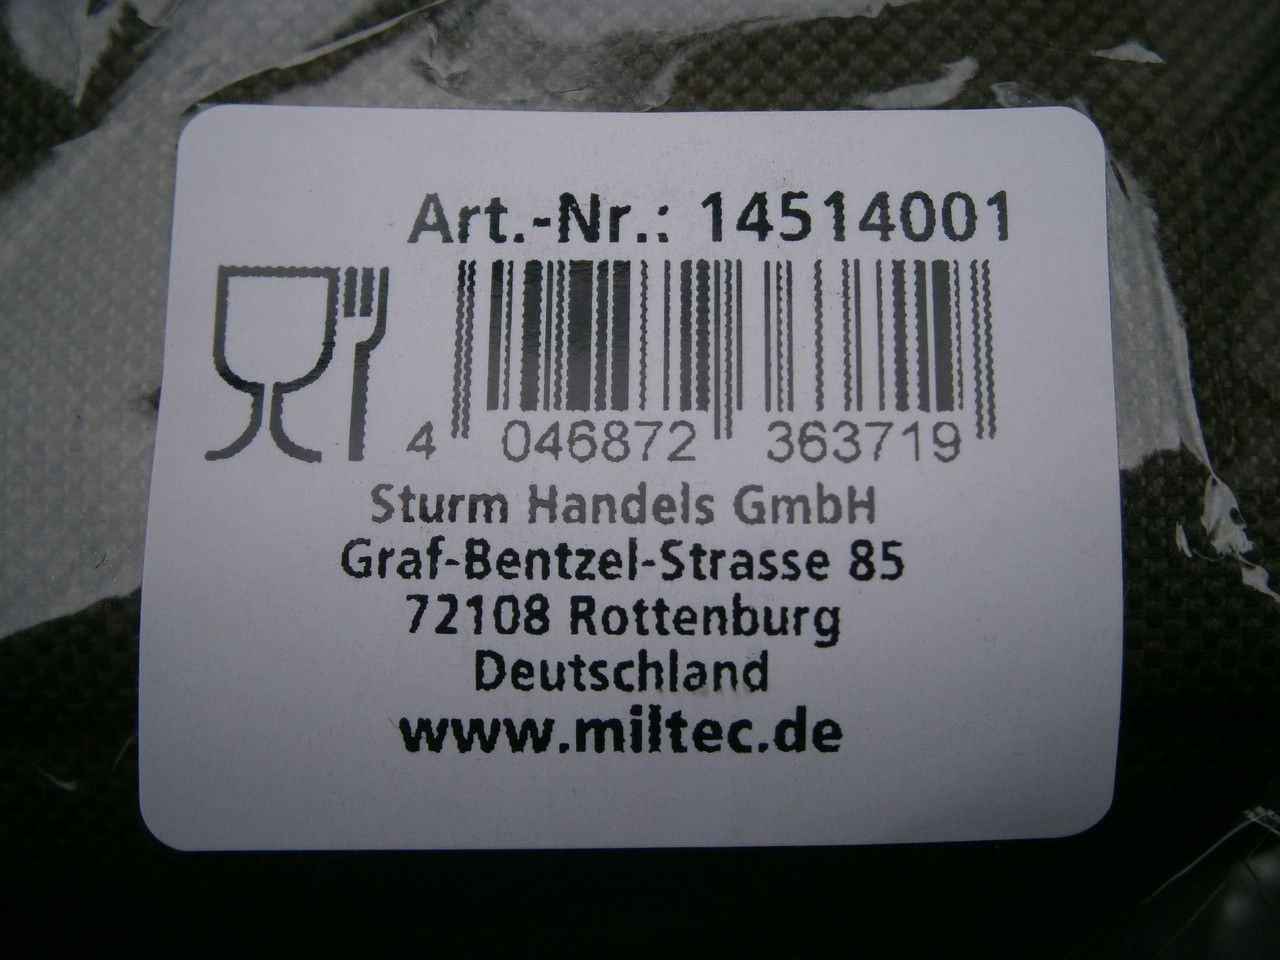 Art.-Nr.: 14514001
4 046872 363719
Sturm Handels GmbH
Graf-Bentzel-Strasse 85
72108 Rottenburg
Deutschland
www.miltec.de